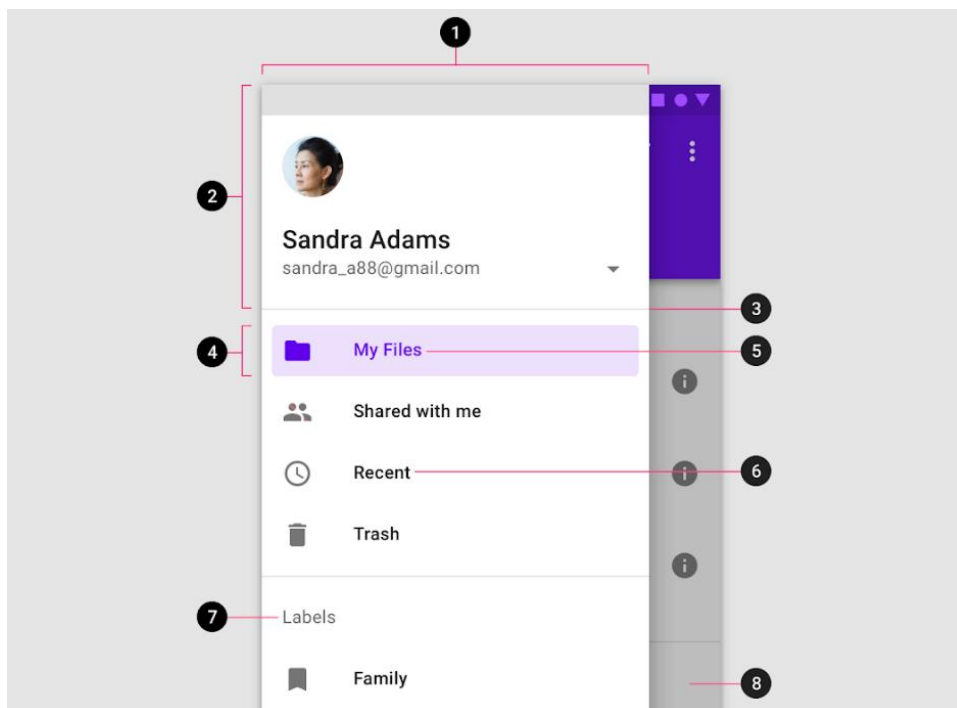 1
2
Sandra Adams
sandra_a88@gmail.com
3
4
My Files
5
Shared with me
Recent
6
Trash
7
Labels
Family
8